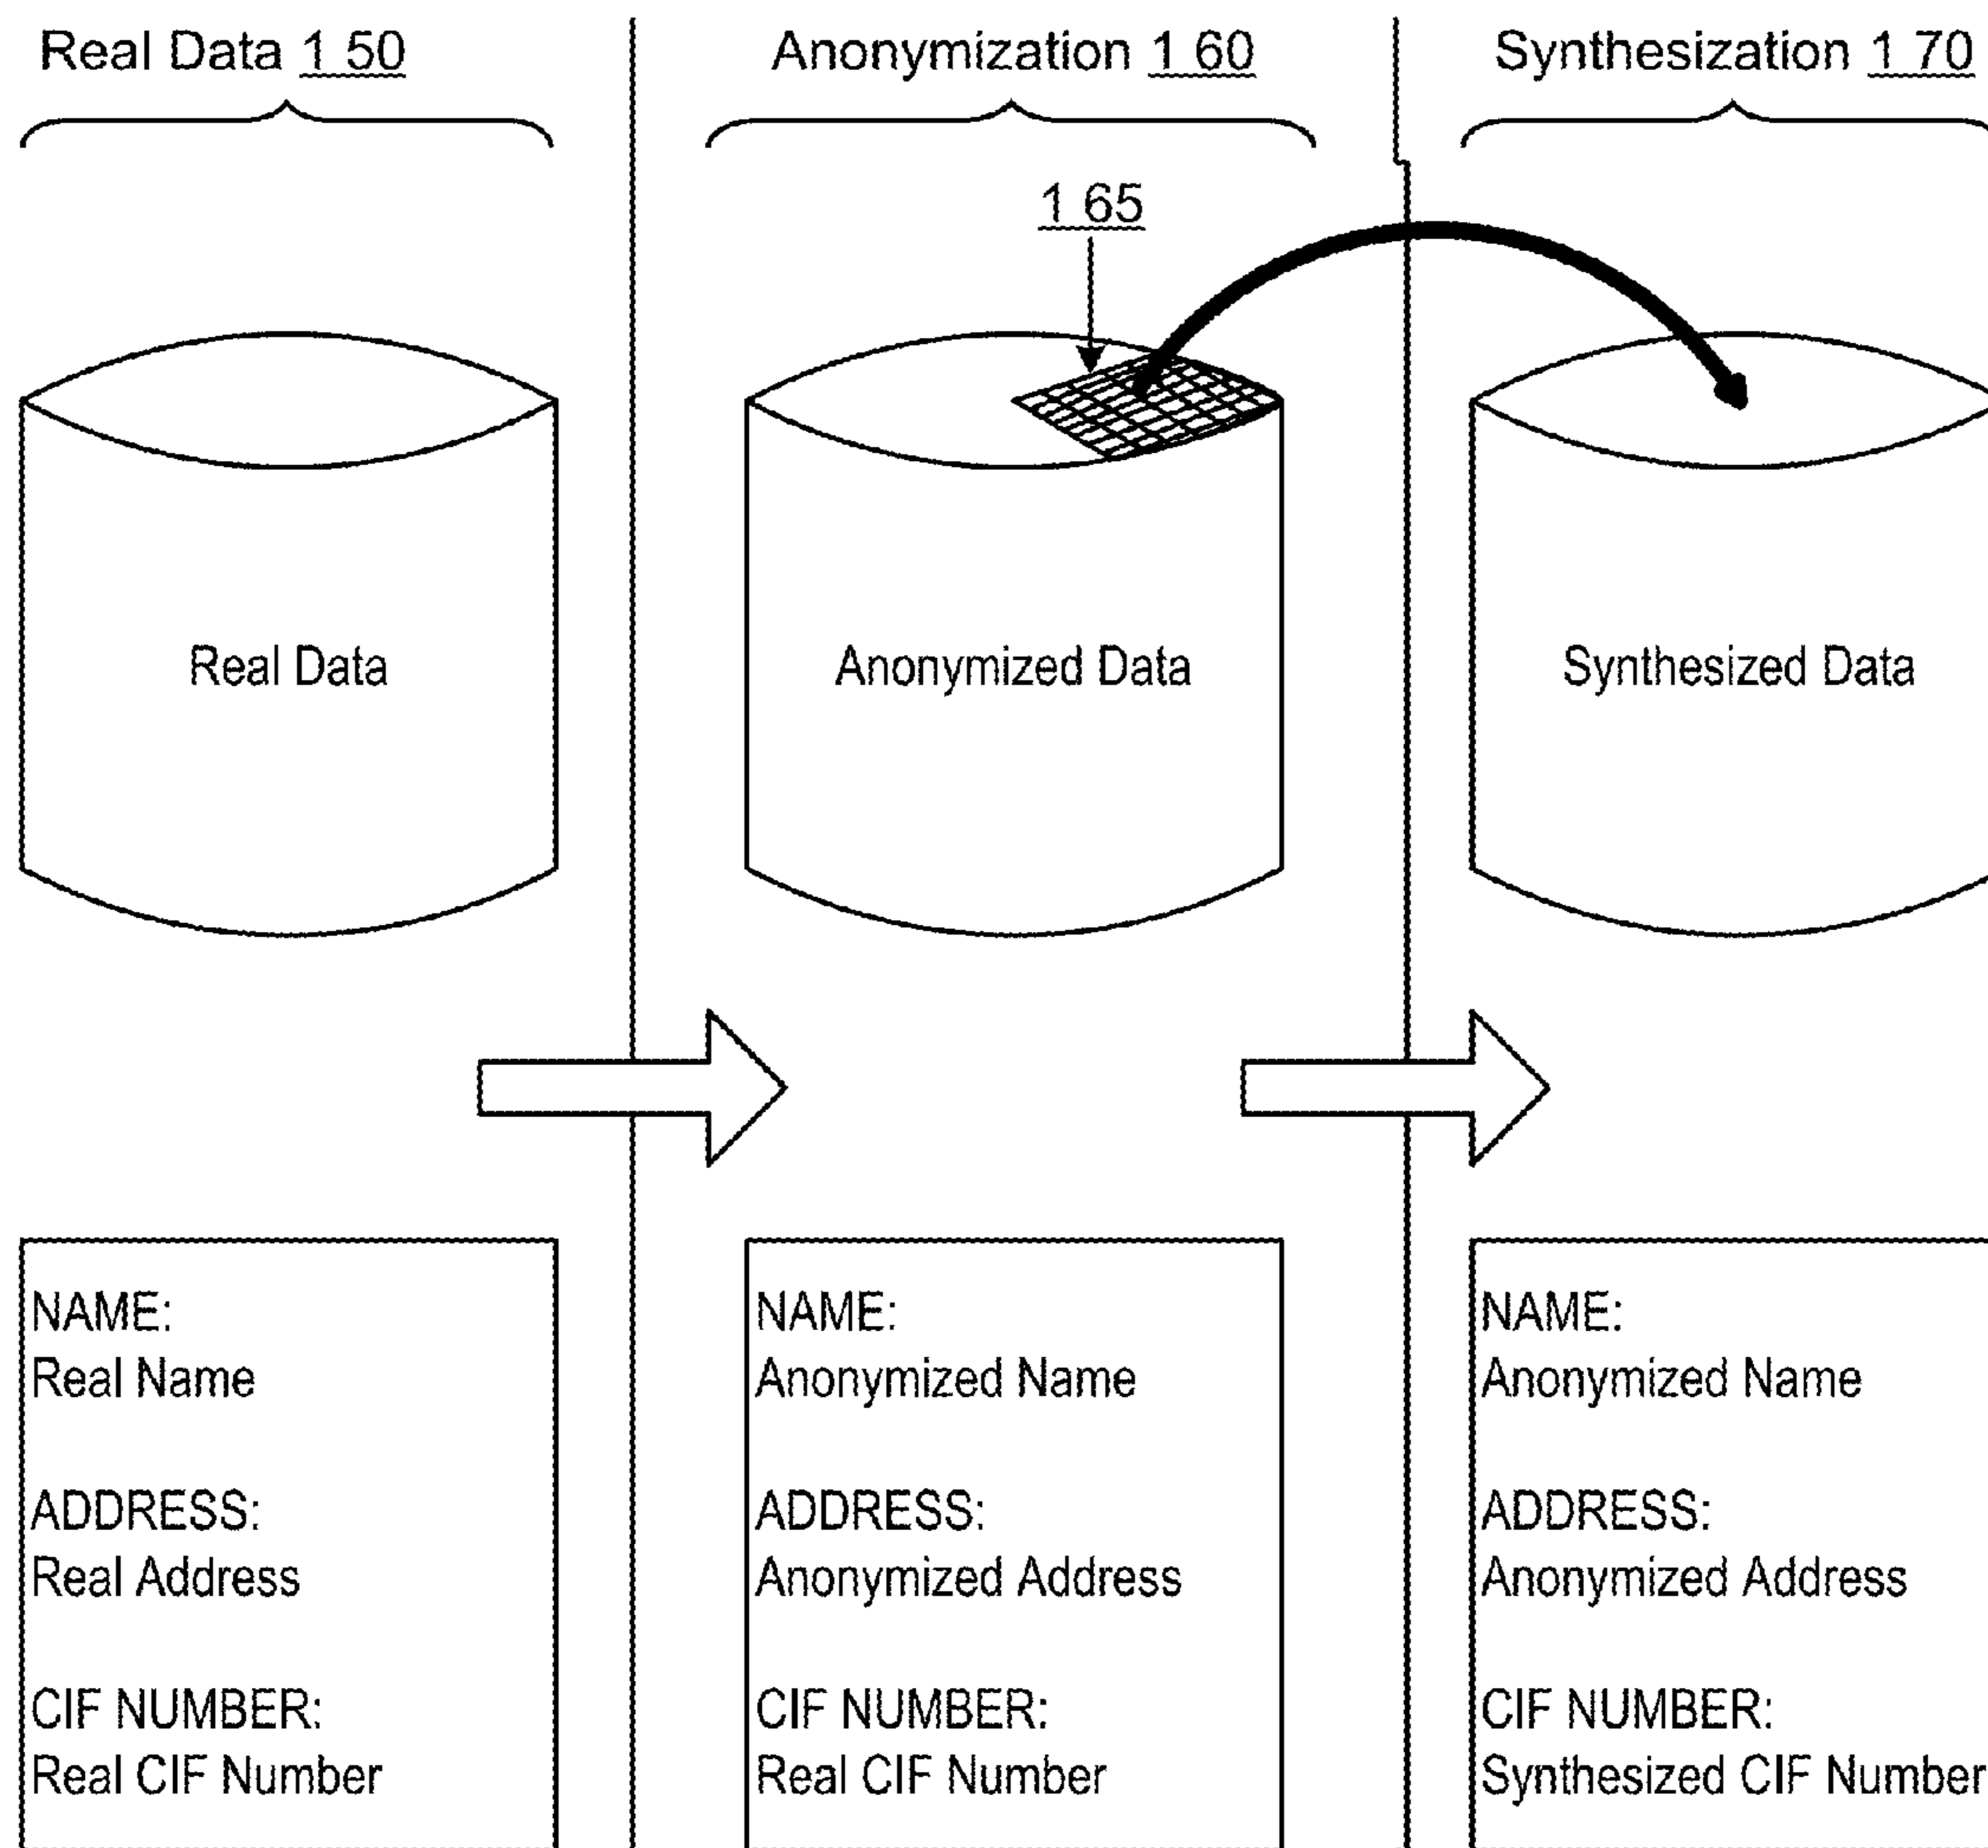 Real Data 1 50
Anonymization 1 60
Synthesization 1 70
1 65
Real Data
Anonymized Data
Synthesized Data
NAME:
Real Name
ADDRESS:
Real Address
CIF NUMBER:
Real CIF Number
NAME:
Anonymized Name
ADDRESS:
Anonymized Address
CIF NUMBER:
Real CIF Number
NAME:
Anonymized Name
ADDRESS:
Anonymized Address
CIF NUMBER:
Synthesized CIF Number